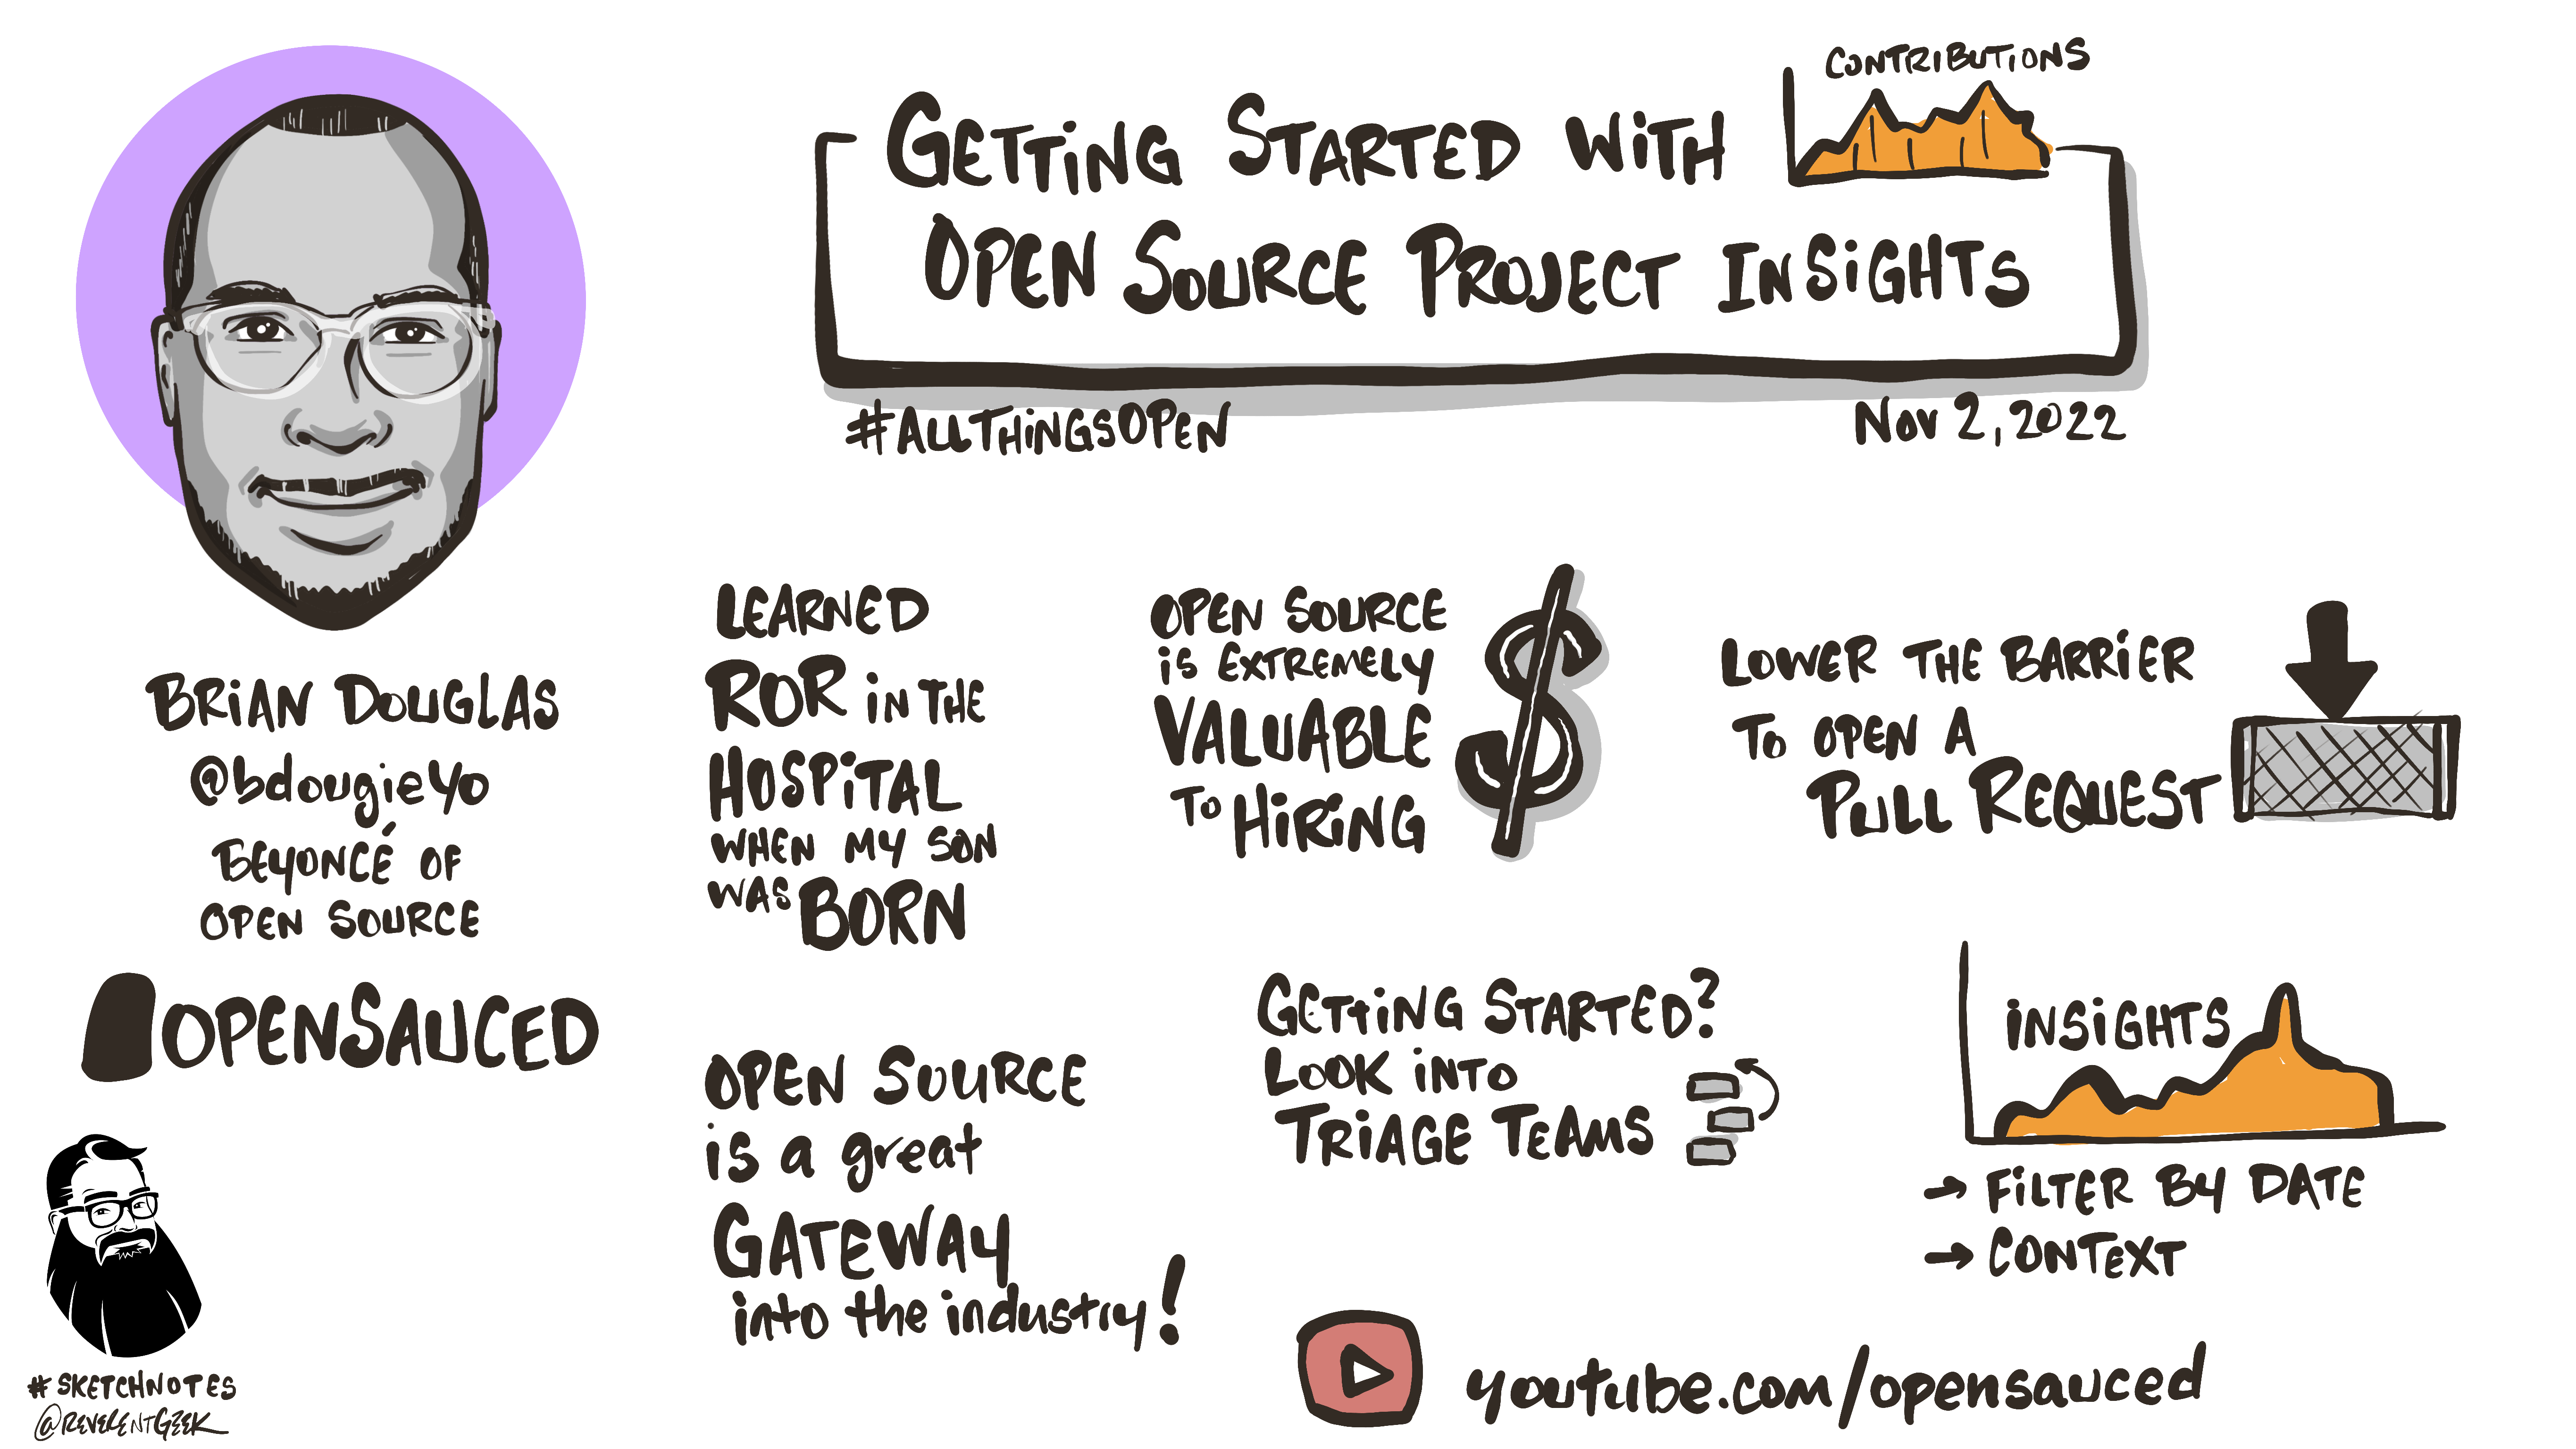 CONTRIBUTIONS
GETTING STARTED WITH
OPEN SOURCE PROJECT INSIGHTS
#ALLTHINGSOPEN
Nov 2, 2022
BRIAN DOUGLAS
@bdougieYO
BEYONCÉ OF
OPEN SOURCE
OPENSAUCED
#SKETCHNOTES
@REVERENTGEEK
LEARNED
ROR IN THE
HOSPITAL
WHEN MY SON
WAS BORN
OPEN SOURCE
IS EXTREMELY
VALUABLE
TO HIRING
$
LOWER THE BARRIER
TO OPEN A
PULL REQUEST
OPEN SOURCE
is a great
GATEWAY
into the industry!
GETTING STARTED?
LOOK INTO
TRIAGE TEAMS
INSIGHTS
→ FILTER BY DATE
→ CONTEXT
youtube.com/opensauced